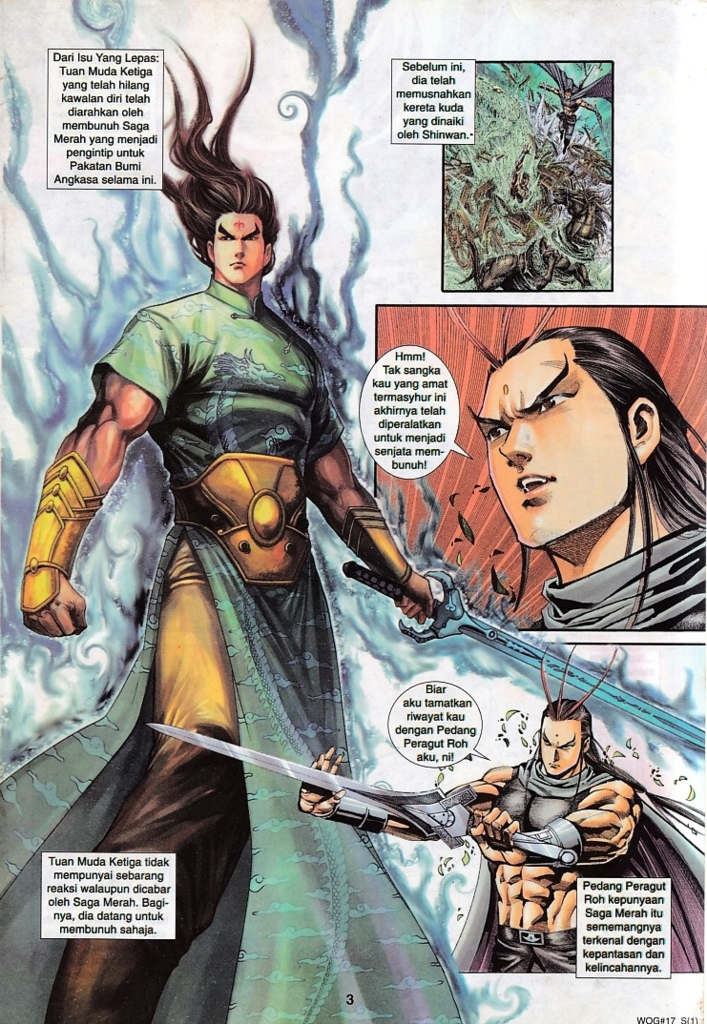 Dari Isu Yang Lepas:
Tuan Muda Ketiga
yang telah hilang
kawalan diri telah
diarahkan oleh
membunuh Saga
Merah yang menjadi
pengintip untuk
Pakatan Bumi
Angkasa selama ini.
Sebelum ini,
dia telah
memusnahkan
kereta kuda
yang dinaiki
oleh Shinwan.
Hmm!
Tak sangka
kau yang amat
termasyhur ini
akhirnya telah
diperalatkan
untuk menjadi
senjata mem-
bunuh!
Biar
aku tamatkan
riwayat kau
dengan Pedang
Peragut Roh
aku, ni!
Tuan Muda Ketiga tidak
mempunyai sebarang
reaksi walaupun dicabar
oleh Saga Merah. Bagi-
nya, dia datang untuk
membunuh sahaja.
Pedang Peragut
Roh kepunyaan
Saga Merah itu
sememangnya
terkenal dengan
kepantasan dan
kelincahannya.
3
WOG#17_S(1)